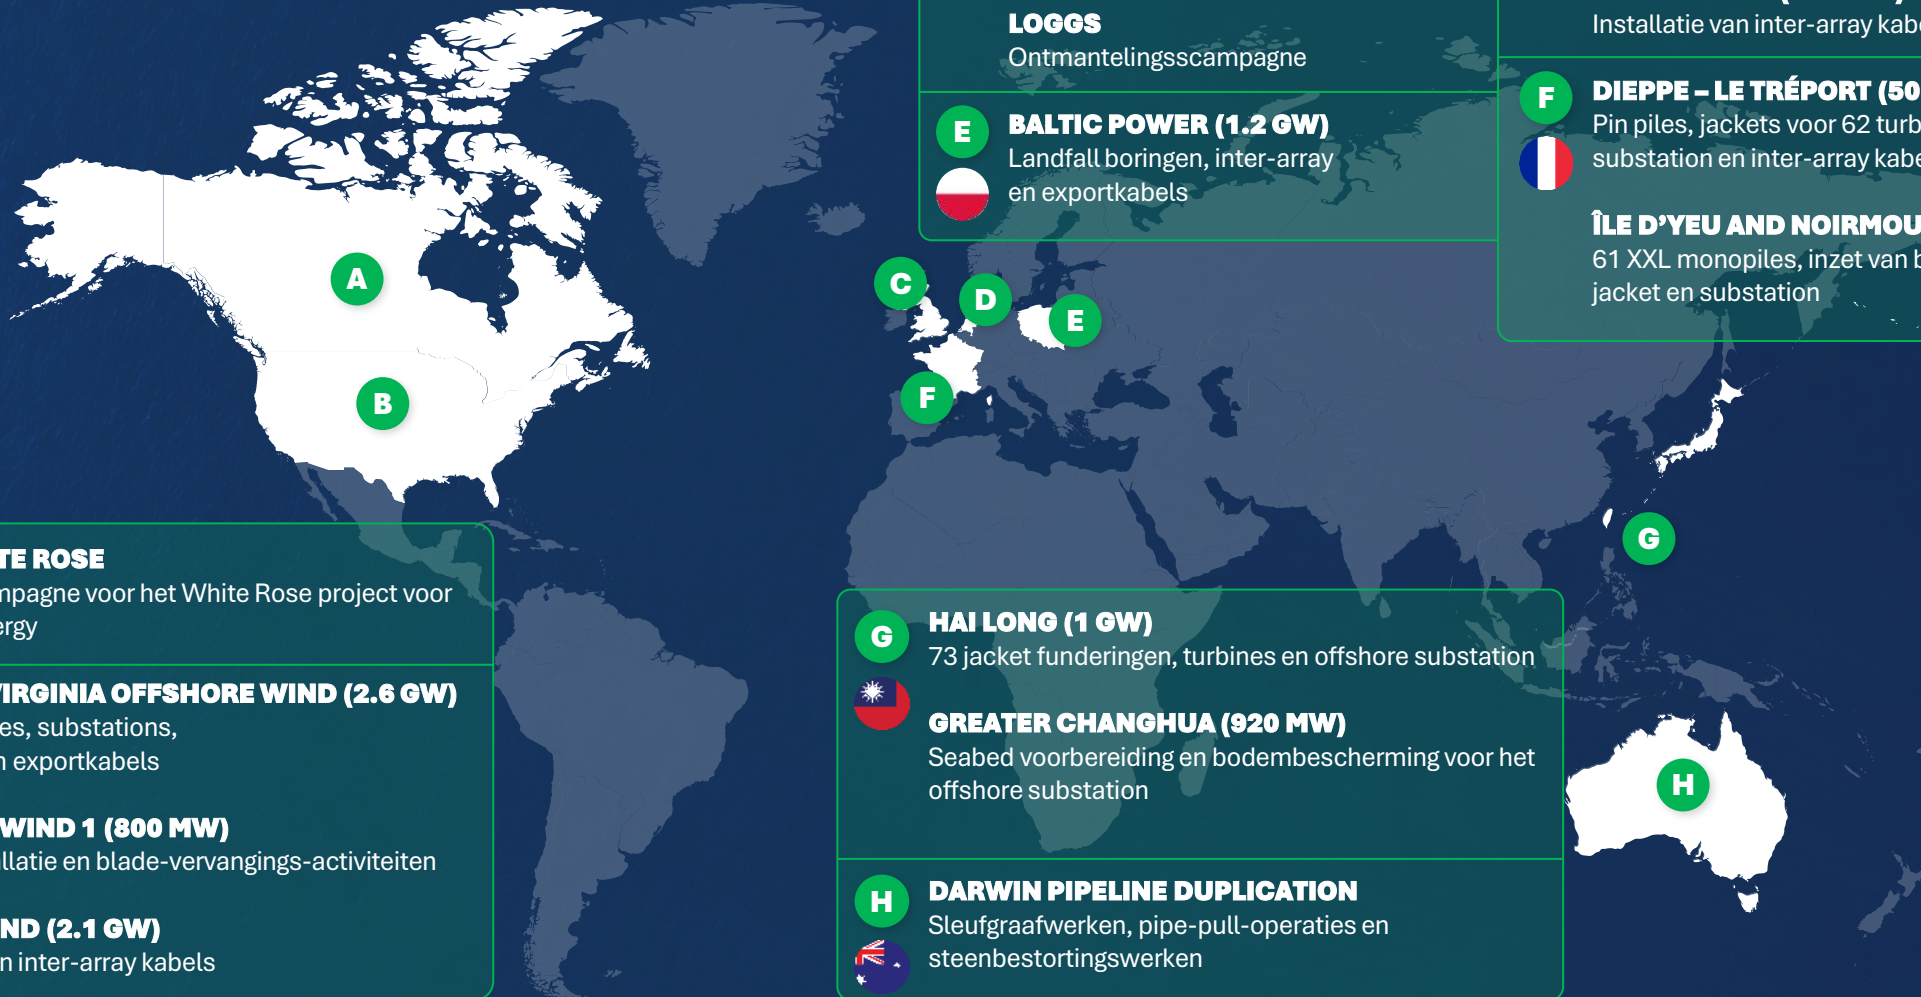 LOGGS
Ontmantelingsscampagne
E
BALTIC POWER (1.2 GW)
Landfall boringen, inter-array
en exportkabels
Installatie van inter-array kab
F
DIEPPE – LE TRÉPORT (50
Pin piles, jackets voor 62 turb
substation en inter-array kabe
ÎLE D’YEU AND NOIRMOU
61 XXL monopiles, inzet van b
jacket en substation
A
B
C
D
E
F
G
H
TE ROSE
mpagne voor het White Rose project voor
ergy
VIRGINIA OFFSHORE WIND (2.6 GW)
es, substations,
n exportkabels
WIND 1 (800 MW)
llatie en blade-vervangings-activiteiten
ND (2.1 GW)
n inter-array kabels
G
HAI LONG (1 GW)
73 jacket funderingen, turbines en offshore substation
GREATER CHANGHUA (920 MW)
Seabed voorbereiding en bodembescherming voor het
offshore substation
H
DARWIN PIPELINE DUPLICATION
Sleufgraafwerken, pipe-pull-operaties en
steenbestortingswerken